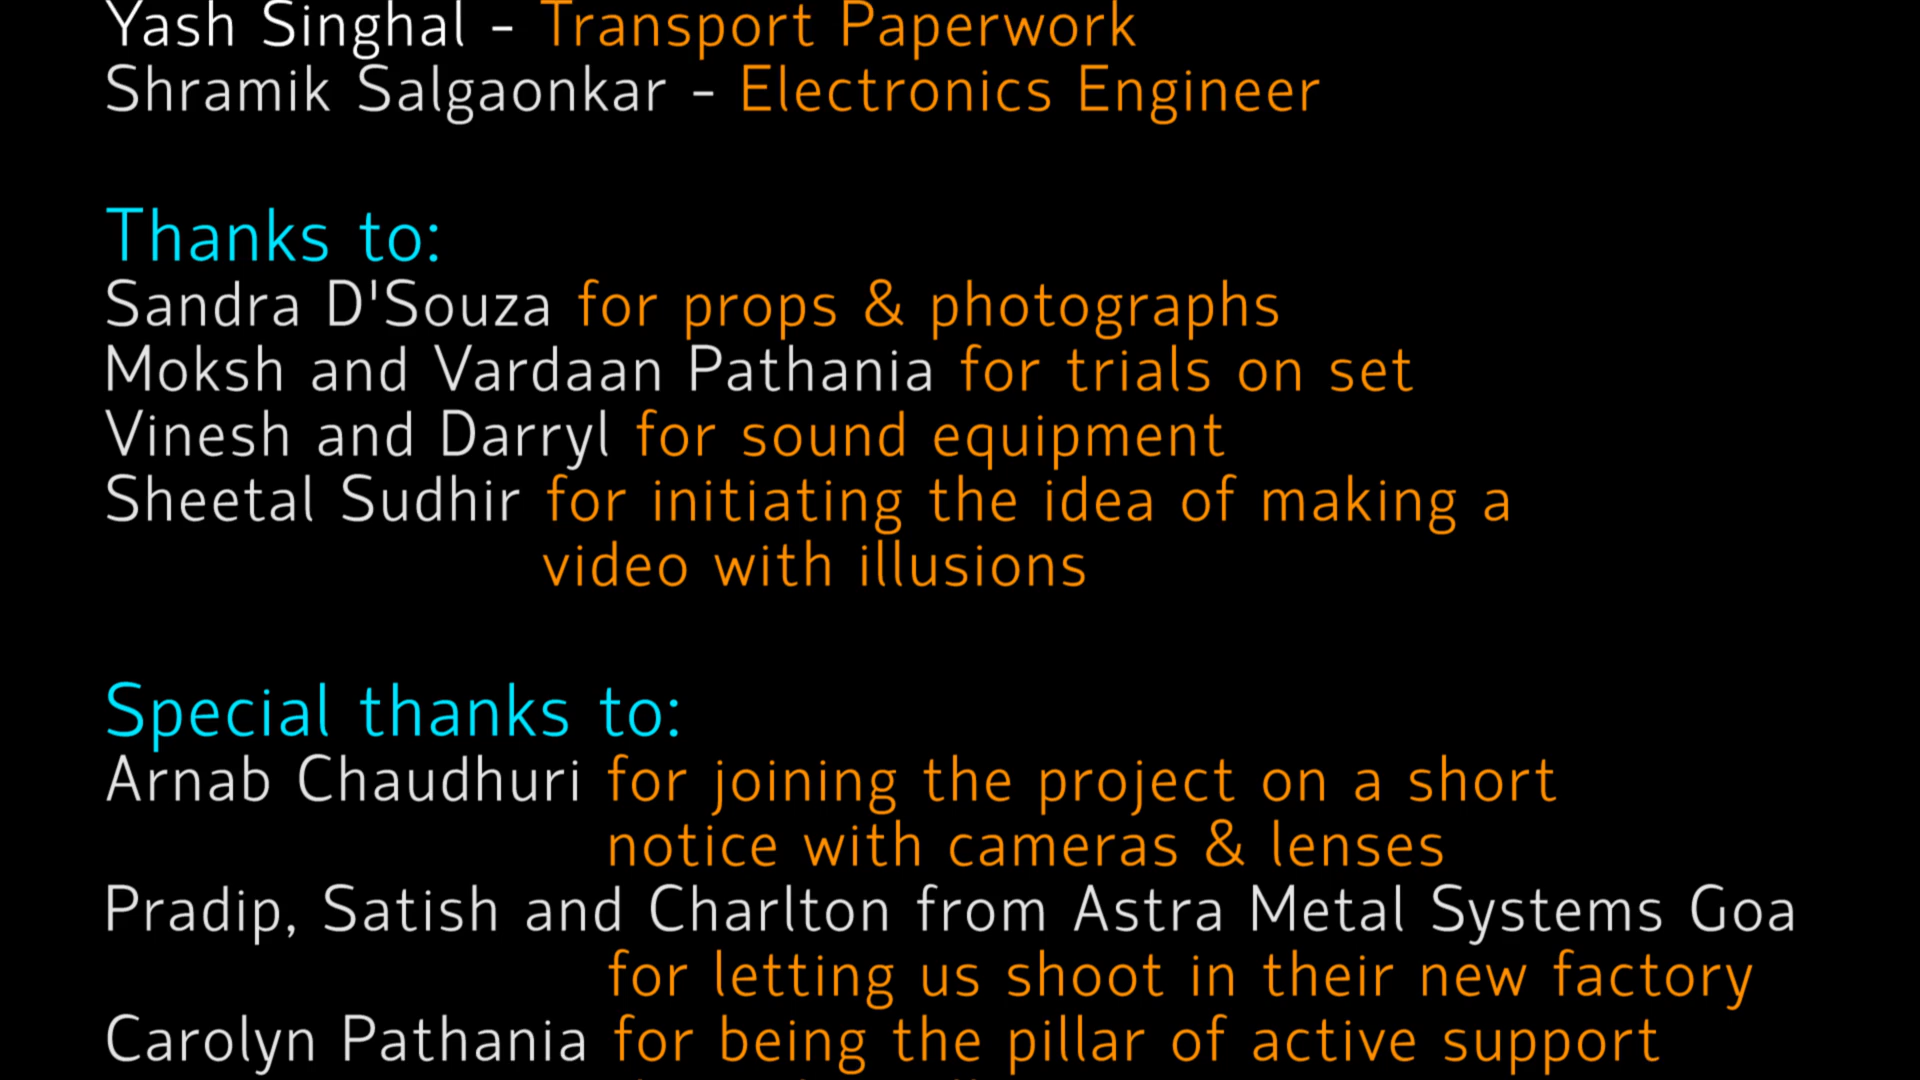 Yash Singhal - Transport Paperwork
Shramik Salgaonkar - Electronics Engineer
Thanks to:
Sandra D'Souza for props & photographs
Moksh and Vardaan Pathania for trials on set
Vinesh and Darryl for sound equipment
Sheetal Sudhir for initiating the idea of making a
video with illusions
Special thanks to:
Arnab Chaudhuri for joining the project on a short
notice with cameras & lenses
Pradip, Satish and Charlton from Astra Metal Systems Goa
for letting us shoot in their new factory
Carolyn Pathania for being the pillar of active support